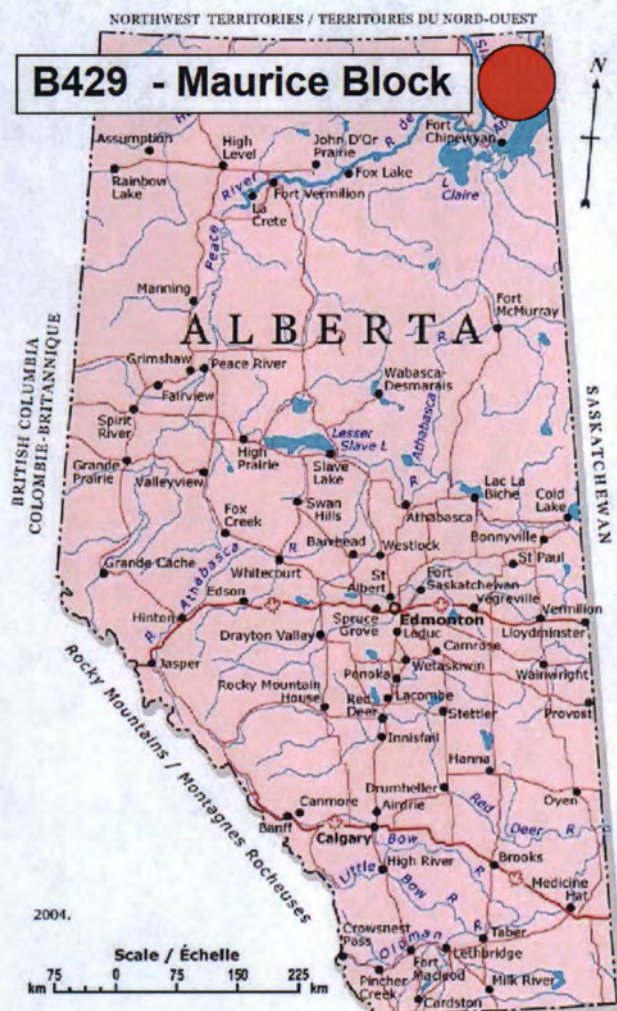 NORTHWEST TERRITORIES / TERRITOIRES DU NORD-OUEST
B429 - Maurice Block
N
Fort
Chipewyan
Assumption
High
Level
John D'Or
Prairie
R de
Rainbow
Lake
River
Fort Vermilion
Fox Lake
L
Claire
La
Crete
Peace
Manning
Fort
McMurray
ALBERTA
BRITISH COLUMBIA
COLOMBIE-BRITANNIQUE
SASKATCHEWAN
Grimshaw
Peace River
Fairview
Wabasca-
Desmarais
R
Athabasca
Spirit
River
High
Prairie
Lesser
Slave L
Slave
Lake
Grande
Prairie
Valleyview
R
Lac La
Biche
Cold
Lake
Fox
Creek
Swan
Hills
Athabasca
Bonnyville
Barrhead
Westlock
St Paul
Grande Cache
Athabasca
R
Whitecourt
St
Albert
Fort
Saskatchewan
Edson
Vegreville
Vermilion
Hinton
Spruce
Grove
Edmonton
Lloydminster
R
Drayton Valley
Leduc
Camrose
Jasper
Ponoka
Wetaskiwin
Wainwright
Rocky Mountain
House
Lacombe
Red
Deer
Stettler
Provost
Innisfail
Rocky Mountains / Montagnes Rocheuses
Hanna
Drumheller
Oyen
Canmore
Airdrie
Red
Deer R
Banff
Calgary
Bow
Little
Bow
High River
R
R
Brooks
Medicine
Hat
2004.
Crowsnest
Pass
Oldman
R
Taber
Scale / Échelle
Fort
Macleod
Lethbridge
75 0 75 150 225
km km
Pincher
Creek
Milk River
Cardston